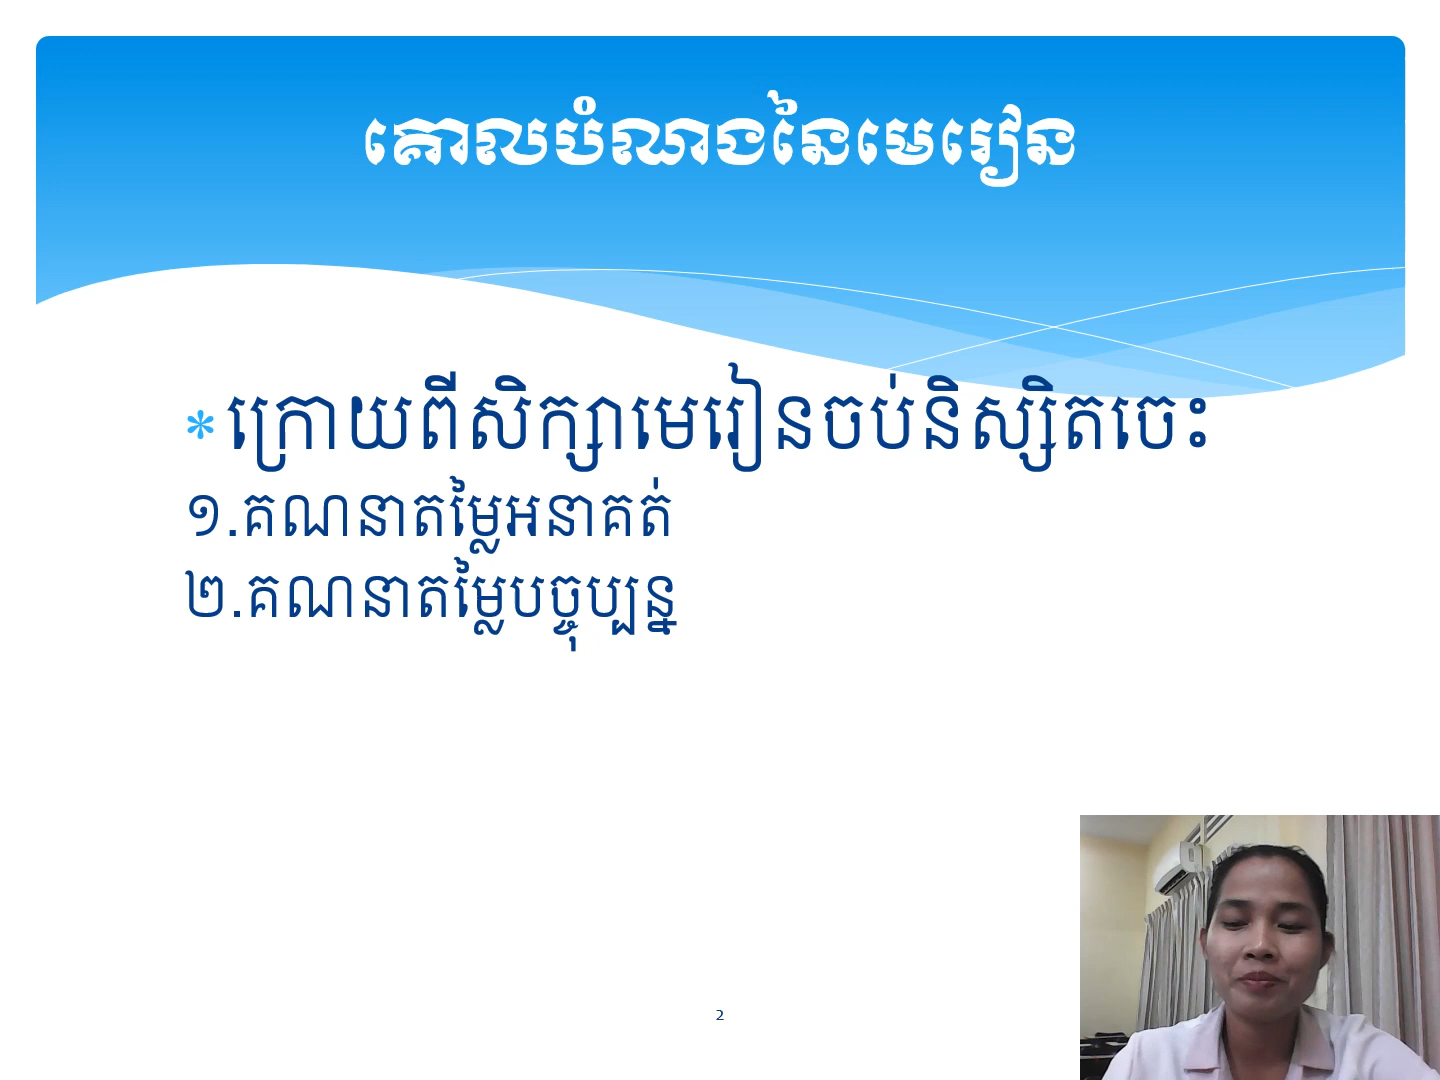 គោលបំណងនៃមេរៀន
* ក្រោយពីសិក្សាមេរៀនចប់និស្សិតចេះ
១.គណនាតម្លៃអនាគត់
២.គណនាតម្លៃបច្ចុប្បន្ន
2